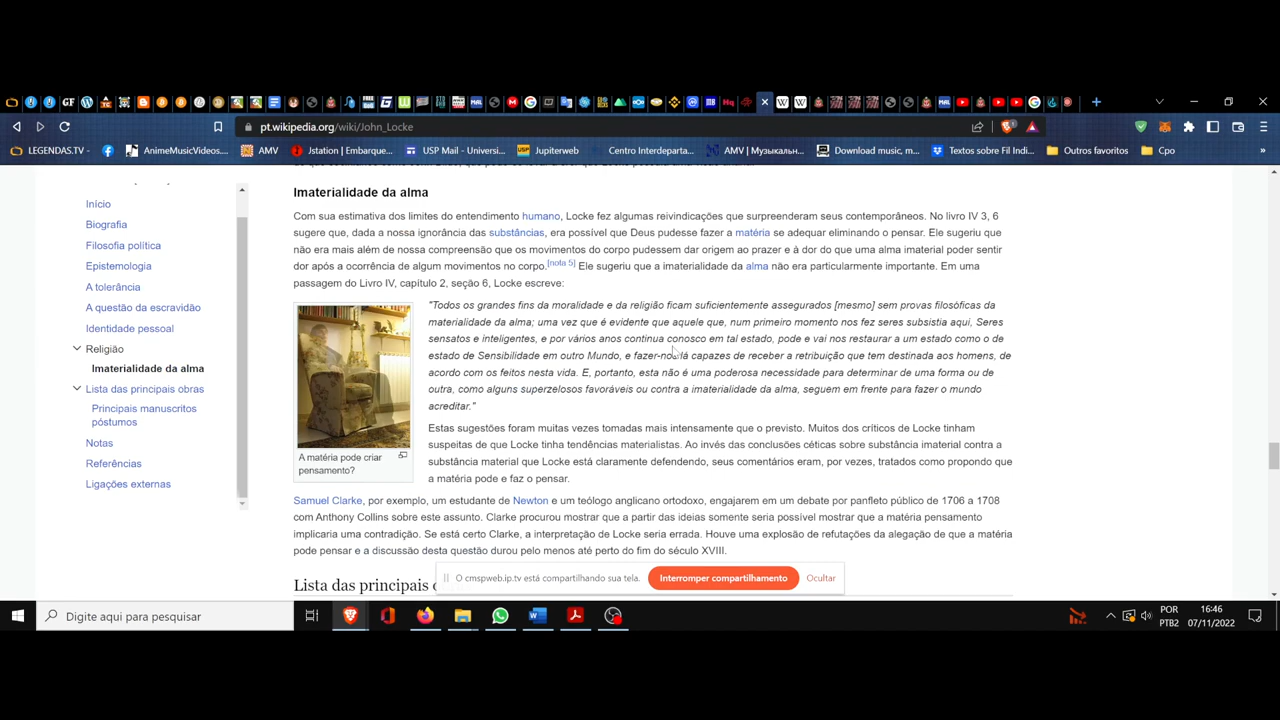 pt.wikipedia.org/wiki/John_Locke
LEGENDAS.TV - AnimeMusicVideos... AMV Jstation | Embarque... USP Mail - Universi... Jupiterweb Centro Interdeparta... AMV | Музыкальн... Download music, m... Textos sobre Fil Indi... Outros favoritos Cpo
Início
Biografia
Filosofia política
Epistemologia
A tolerância
A questão da escravidão
Identidade pessoal
Religião
Imaterialidade da alma
Lista das principais obras
Principais manuscritos
póstumos
Notas
Referências
Ligações externas
Imaterialidade da alma
Com sua estimativa dos limites do entendimento humano, Locke fez algumas reivindicações que surpreenderam seus contemporâneos. No livro IV 3, 6
sugere que, dada a nossa ignorância das substâncias, era possível que Deus pudesse fazer a matéria se adequar eliminando o pensar. Ele sugeriu que
não era mais além de nossa compreensão que os movimentos do corpo pudessem dar origem ao prazer e à dor do que uma alma imaterial poder sentir
dor após a ocorrência de algum movimentos no corpo.[nota 5] Ele sugeriu que a imaterialidade da alma não era particularmente importante. Em uma
passagem do Livro IV, capítulo 2, seção 6, Locke escreve:
"Todos os grandes fins da moralidade e da religião ficam suficientemente assegurados [mesmo] sem provas filosóficas da
materialidade da alma; uma vez que é evidente que aquele que, num primeiro momento nos fez seres subsistia aqui, Seres
sensatos e inteligentes, e por vários anos continua conosco em tal estado, pode e vai nos restaurar a um estado como o de
estado de Sensibilidade em outro Mundo, e fazer-nos lá capazes de receber a retribuição que tem destinada aos homens, de
acordo com os feitos nesta vida. E, portanto, esta não é uma poderosa necessidade para determinar de uma forma ou de
outra, como alguns superzelosos favoráveis ou contra a imaterialidade da alma, seguem em frente para fazer o mundo
acreditar."
A matéria pode criar
pensamento?
Estas sugestões foram muitas vezes tomadas mais intensamente que o previsto. Muitos dos críticos de Locke tinham
suspeitas de que Locke tinha tendências materialistas. Ao invés das conclusões céticas sobre substância imaterial contra a
substância material que Locke está claramente defendendo, seus comentários eram, por vezes, tratados como propondo que
a matéria pode e faz o pensar.
Samuel Clarke, por exemplo, um estudante de Newton e um teólogo anglicano ortodoxo, engajarem em um debate por panfleto público de 1706 a 1708
com Anthony Collins sobre este assunto. Clarke procurou mostrar que a partir das ideias somente seria possivel mostrar que a matéria pensamento
implicaria uma contradição. Se está certo Clarke, a interpretação de Locke seria errada. Houve uma explosão de refutações da alegação de que a matéria
pode pensar e a discussão desta questão durou pelo menos até perto do fim do século XVIII.
Lista das principais
O cmspweb.ip.tv está compartilhando sua tela. Interromper compartilhamento Ocultar
Digite aqui para pesquisar
POR
PTB2
16:46
07/11/2022